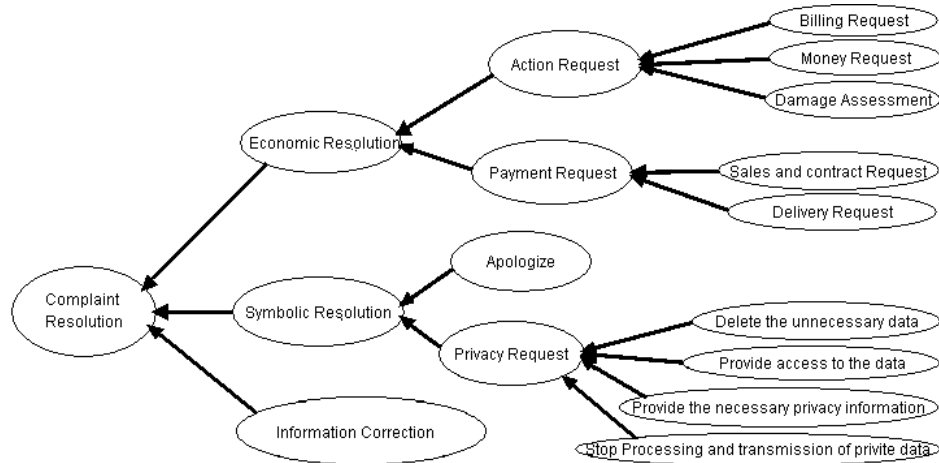 Billing Request
Action Request
Money Request
Damage Assessment
Economic Resolution
Payment Request
Sales and contract Request
Delivery Request
Complaint
Resolution
Symbolic Resolution
Apologize
Privacy Request
Delete the unnecessary data
Provide access to the data
Provide the necessary privacy information
Stop Processing and transmission of privite data
Information Correction